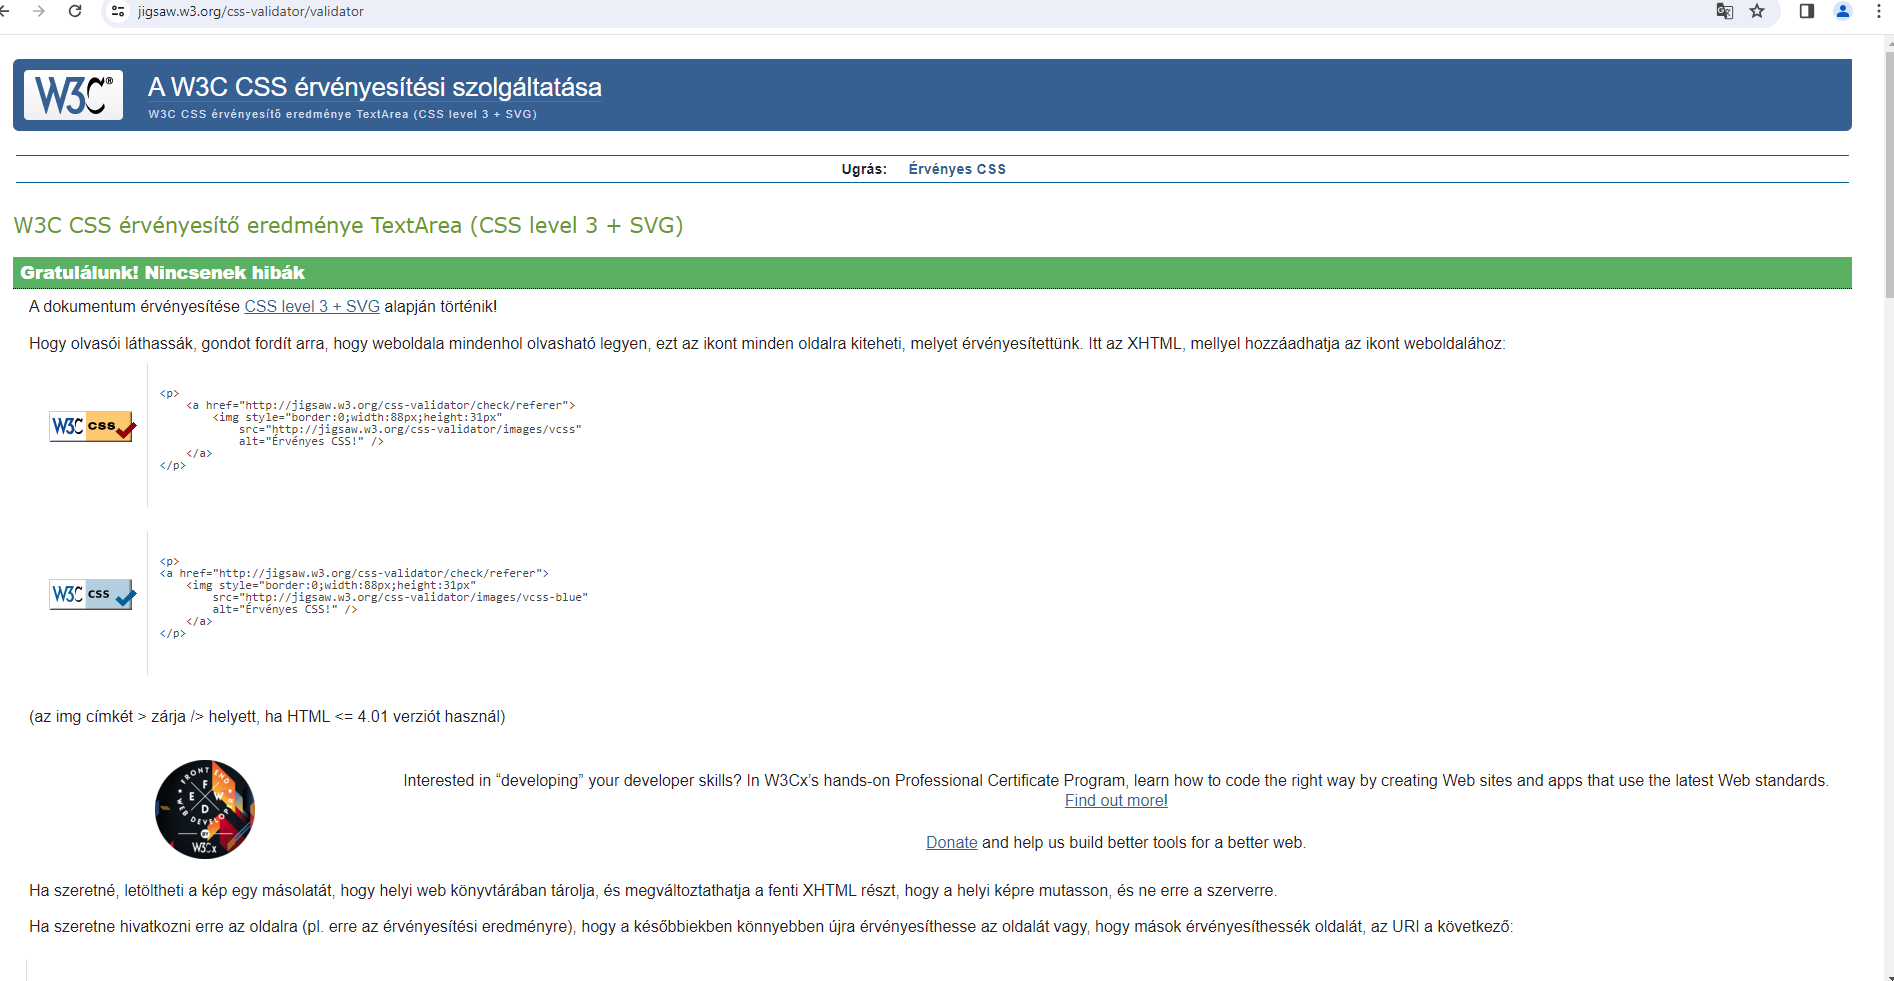 jigsaw.w3.org/css-validator/validator
W3C®
A W3C CSS érvényesítési szolgáltatása
W3C CSS érvényesítő eredménye TextArea (CSS level 3 + SVG)
Ugrás: Érvényes CSS
W3C CSS érvényesítő eredménye TextArea (CSS level 3 + SVG)
Gratulálunk! Nincsenek hibák
A dokumentum érvényesítése CSS level 3 + SVG alapján történik!
Hogy olvasói láthassák, gondot fordít arra, hogy weboldala mindenhol olvasható legyen, ezt az ikont minden oldalra kiteheti, melyet érvényesítettünk. Itt az XHTML, mellyel hozzáadhatja az ikont weboldalához:
W3C css
<p>
    <a href="http://jigsaw.w3.org/css-validator/check/referer">
        <img style="border:0;width:88px;height:31px"
            src="http://jigsaw.w3.org/css-validator/images/vcss"
            alt="Érvényes CSS!" />
    </a>
</p>
W3C css
<p>
<a href="http://jigsaw.w3.org/css-validator/check/referer">
    <img style="border:0;width:88px;height:31px"
        src="http://jigsaw.w3.org/css-validator/images/vcss-blue"
        alt="Érvényes CSS!" />
    </a>
</p>
(az img címkét > zárja /> helyett, ha HTML <= 4.01 verziót használ)
FRONT END
F
E W
D
WEB DEVELOPER
BY
W3Cx
Interested in “developing” your developer skills? In W3Cx’s hands-on Professional Certificate Program, learn how to code the right way by creating Web sites and apps that use the latest Web standards.
Find out more!
Donate and help us build better tools for a better web.
Ha szeretné, letöltheti a kép egy másolatát, hogy helyi web könyvtárában tárolja, és megváltoztathatja a fenti XHTML részt, hogy a helyi képre mutasson, és ne erre a szerverre.
Ha szeretne hivatkozni erre az oldalra (pl. erre az érvényesítési eredményre), hogy a későbbiekben könnyebben újra érvényesíthesse az oldalát vagy, hogy mások érvényesíthessék oldalát, az URI a következő: